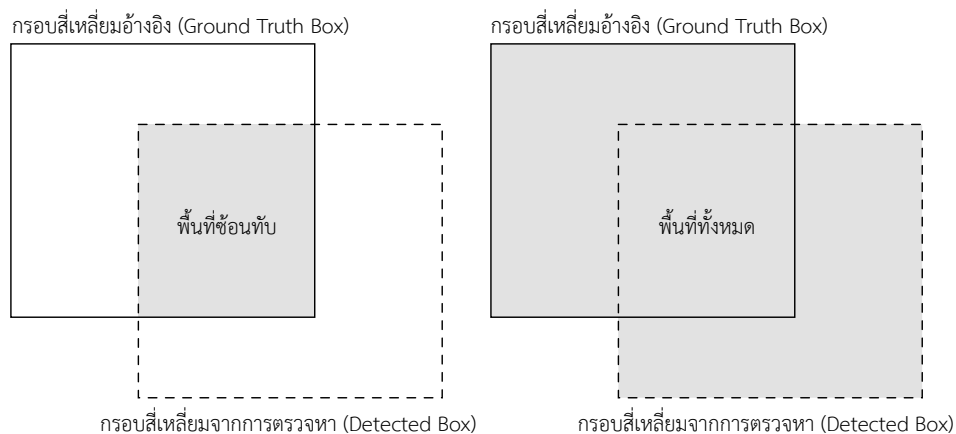 กรอบสี่เหลี่ยมอ้างอิง (Ground Truth Box)
พื้นที่ซ้อนทับ
กรอบสี่เหลี่ยมจากการตรวจหา (Detected Box)
กรอบสี่เหลี่ยมอ้างอิง (Ground Truth Box)
พื้นที่ทั้งหมด
กรอบสี่เหลี่ยมจากการตรวจหา (Detected Box)